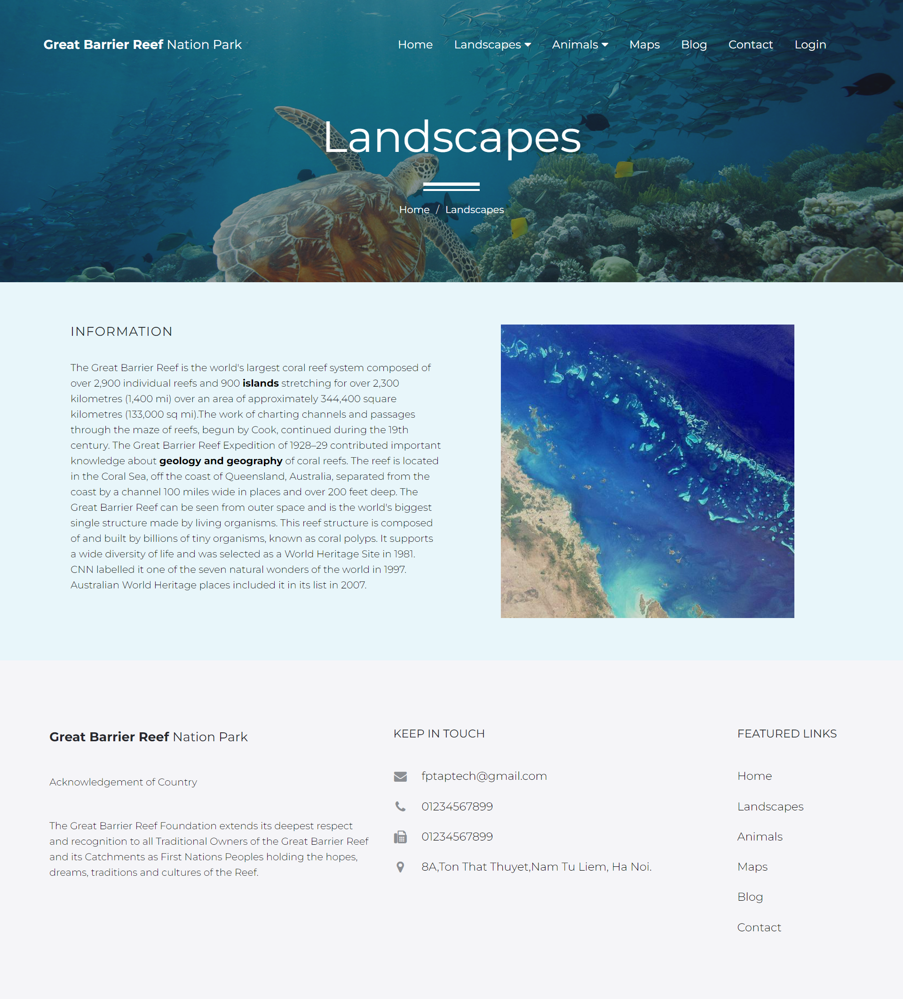 Great Barrier Reef Nation Park
Home Landscapes Animals Maps Blog Contact Login
Landscapes
Home / Landscapes
INFORMATION
The Great Barrier Reef is the world's largest coral reef system composed of
over 2,900 individual reefs and 900 islands stretching for over 2,300
kilometres (1,400 mi) over an area of approximately 344,400 square
kilometres (133,000 sq mi).The work of charting channels and passages
through the maze of reefs, begun by Cook, continued during the 19th
century. The Great Barrier Reef Expedition of 1928–29 contributed important
knowledge about geology and geography of coral reefs. The reef is located
in the Coral Sea, off the coast of Queensland, Australia, separated from the
coast by a channel 100 miles wide in places and over 200 feet deep. The
Great Barrier Reef can be seen from outer space and is the world's biggest
single structure made by living organisms. This reef structure is composed
of and built by billions of tiny organisms, known as coral polyps. It supports
a wide diversity of life and was selected as a World Heritage Site in 1981.
CNN labelled it one of the seven natural wonders of the world in 1997.
Australian World Heritage places included it in its list in 2007.
Great Barrier Reef Nation Park
Acknowledgement of Country
The Great Barrier Reef Foundation extends its deepest respect
and recognition to all Traditional Owners of the Great Barrier Reef
and its Catchments as First Nations Peoples holding the hopes,
dreams, traditions and cultures of the Reef.
KEEP IN TOUCH
fptaptech@gmail.com
01234567899
01234567899
8A,Ton That Thuyet,Nam Tu Liem, Ha Noi.
FEATURED LINKS
Home
Landscapes
Animals
Maps
Blog
Contact